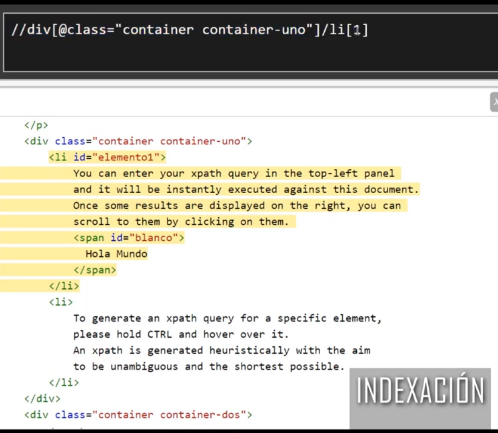 //div[@class="container container-uno"]/li[1]
</p>
<div class="container container-uno">
<li id="elemento1">
You can enter your xpath query in the top-left panel
and it will be instantly executed against this document.
Once some results are displayed on the right, you can
scroll to them by clicking on them.
<span id="blanco">
Hola Mundo
</span>
</li>
<li>
To generate an xpath query for a specific element,
please hold CTRL and hover over it.
An xpath is generated heuristically with the aim
to be unambiguous and the shortest possible.
</li>
</div>
<div class="container container-dos">
INDEXACIÓN